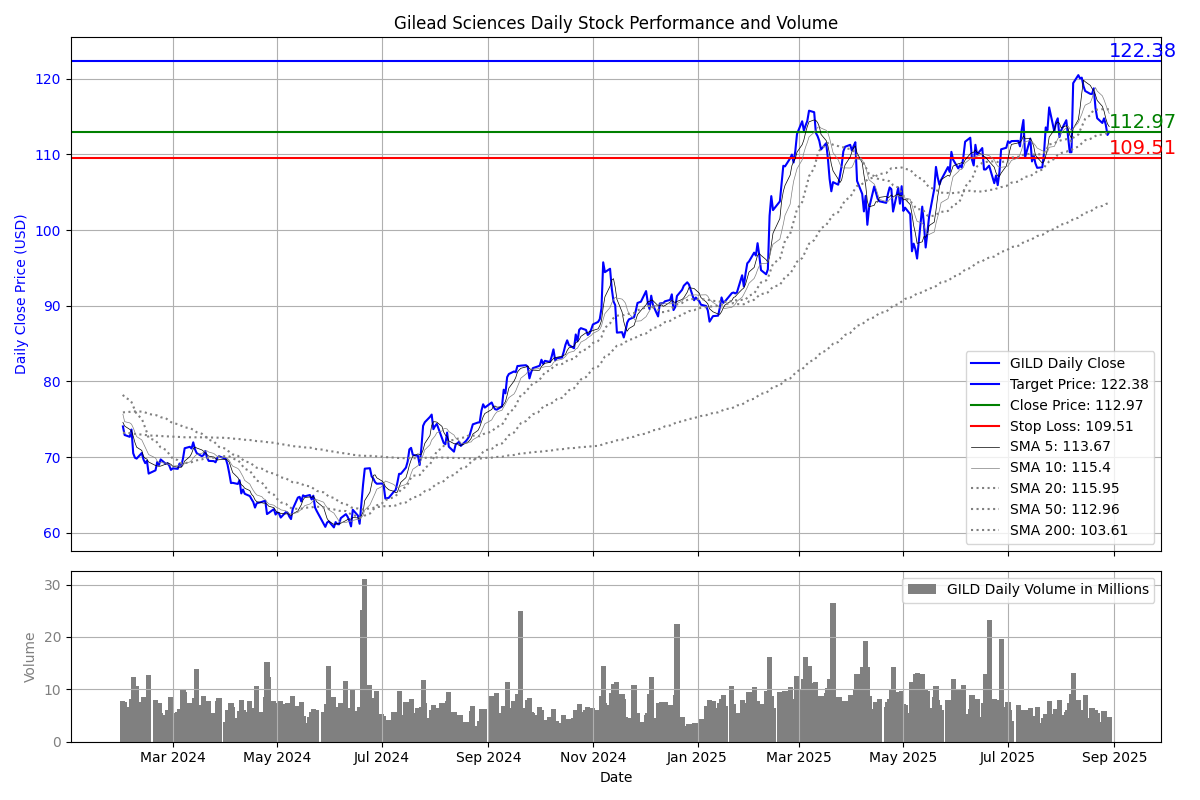 Gilead Sciences Daily Stock Performance and Volume
Daily Close Price (USD)
120
110
100
90
80
70
60
122.38
112.97
109.51
GILD Daily Close
Target Price: 122.38
Close Price: 112.97
Stop Loss: 109.51
SMA 5: 113.67
SMA 10: 115.4
SMA 20: 115.95
SMA 50: 112.96
SMA 200: 103.61
Volume
30
20
10
0
GILD Daily Volume in Millions
Mar 2024 May 2024 Jul 2024 Sep 2024 Nov 2024 Jan 2025 Mar 2025 May 2025 Jul 2025 Sep 2025
Date